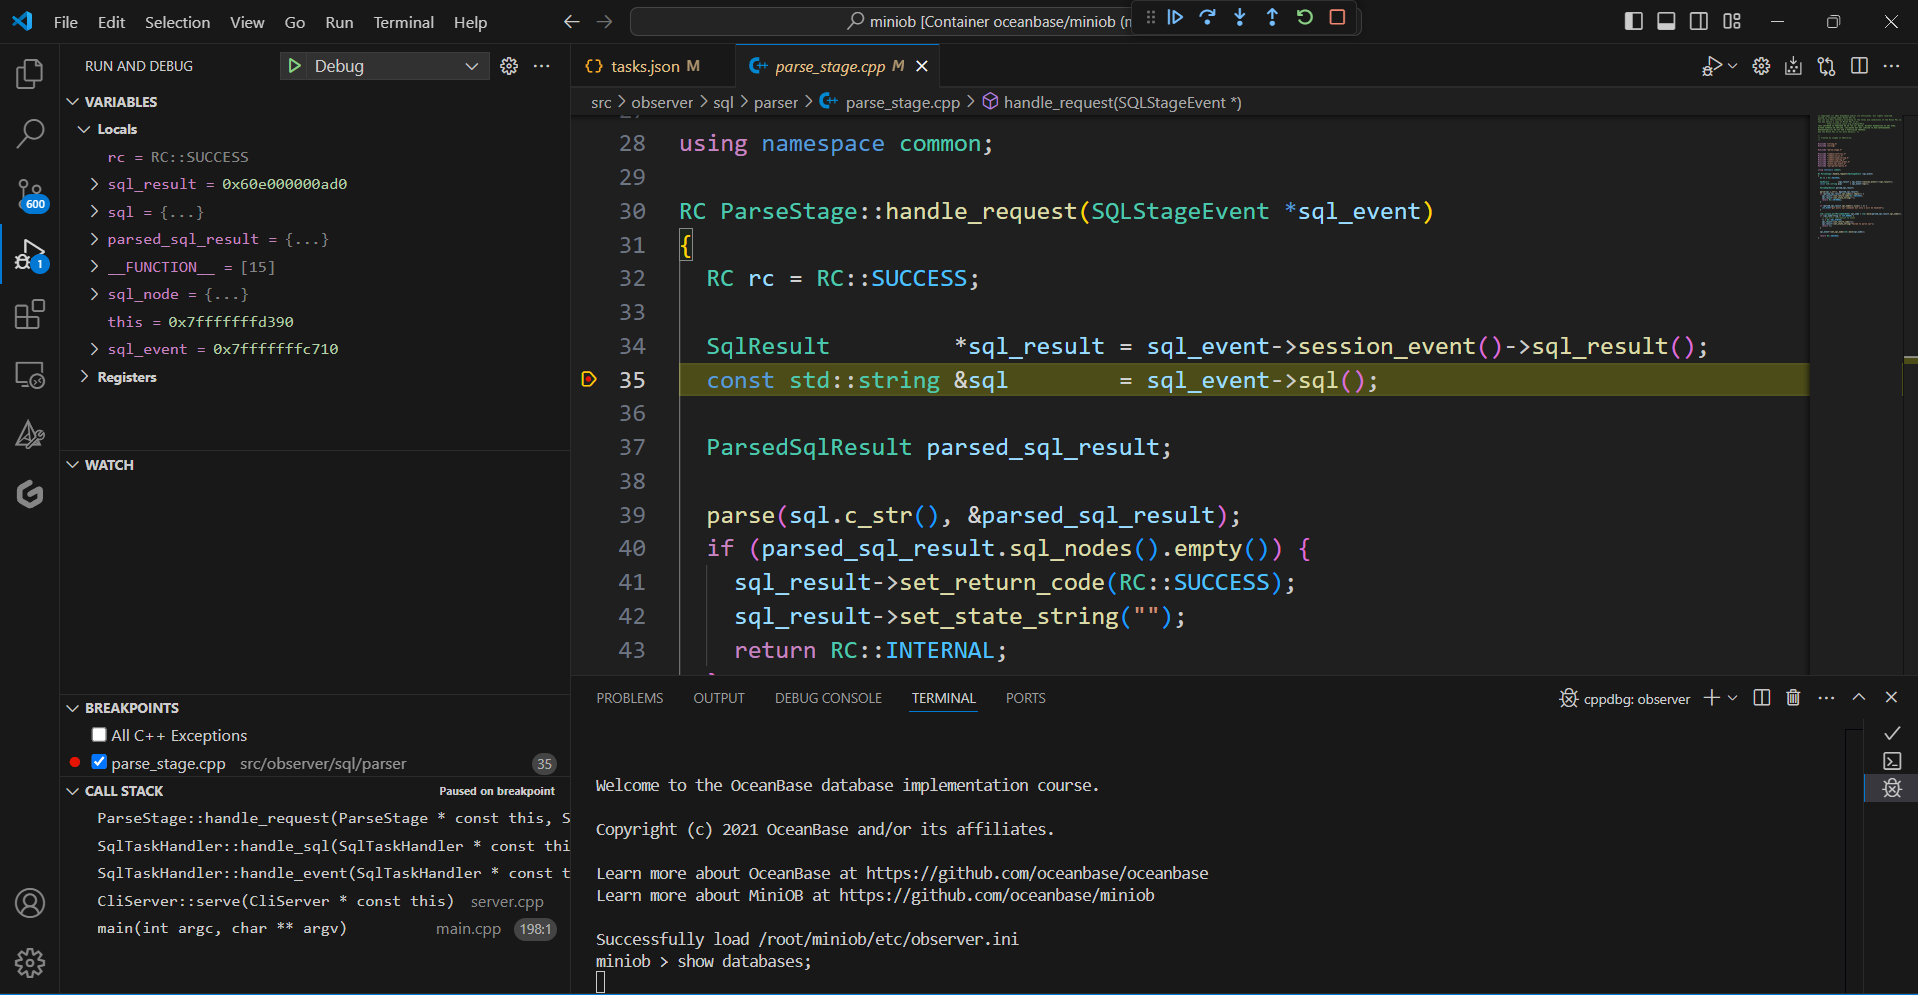 File Edit Selection View Go Run Terminal Help
miniob [Container oceanbase/miniob (
RUN AND DEBUG
Debug
tasks.json M
parse_stage.cpp M
src > observer > sql > parser > parse_stage.cpp > handle_request(SQLStageEvent *)
VARIABLES
Locals
rc = RC::SUCCESS
sql_result = 0x60e000000ad0
sql = {...}
parsed_sql_result = {...}
__FUNCTION__ = [15]
sql_node = {...}
this = 0x7fffffffd390
sql_event = 0x7fffffffc710
Registers
600
1
WATCH
BREAKPOINTS
All C++ Exceptions
parse_stage.cpp src/observer/sql/parser 35
CALL STACK Paused on breakpoint
ParseStage::handle_request(ParseStage * const this, S
SqlTaskHandler::handle_sql(SqlTaskHandler * const thi
SqlTaskHandler::handle_event(SqlTaskHandler * const t
CliServer::serve(CliServer * const this) server.cpp
main(int argc, char ** argv) main.cpp 198:1
28 using namespace common;
29
30 RC ParseStage::handle_request(SQLStageEvent *sql_event)
31 {
32 RC rc = RC::SUCCESS;
33
34 SqlResult *sql_result = sql_event->session_event()->sql_result();
35 const std::string &sql = sql_event->sql();
36
37 ParsedSqlResult parsed_sql_result;
38
39 parse(sql.c_str(), &parsed_sql_result);
40 if (parsed_sql_result.sql_nodes().empty()) {
41 sql_result->set_return_code(RC::SUCCESS);
42 sql_result->set_state_string("");
43 return RC::INTERNAL;
PROBLEMS OUTPUT DEBUG CONSOLE TERMINAL PORTS
cppdbg: observer
Welcome to the OceanBase database implementation course.
Copyright (c) 2021 OceanBase and/or its affiliates.
Learn more about OceanBase at https://github.com/oceanbase/oceanbase
Learn more about MiniOB at https://github.com/oceanbase/miniob
Successfully load /root/miniob/etc/observer.ini
miniob > show databases;